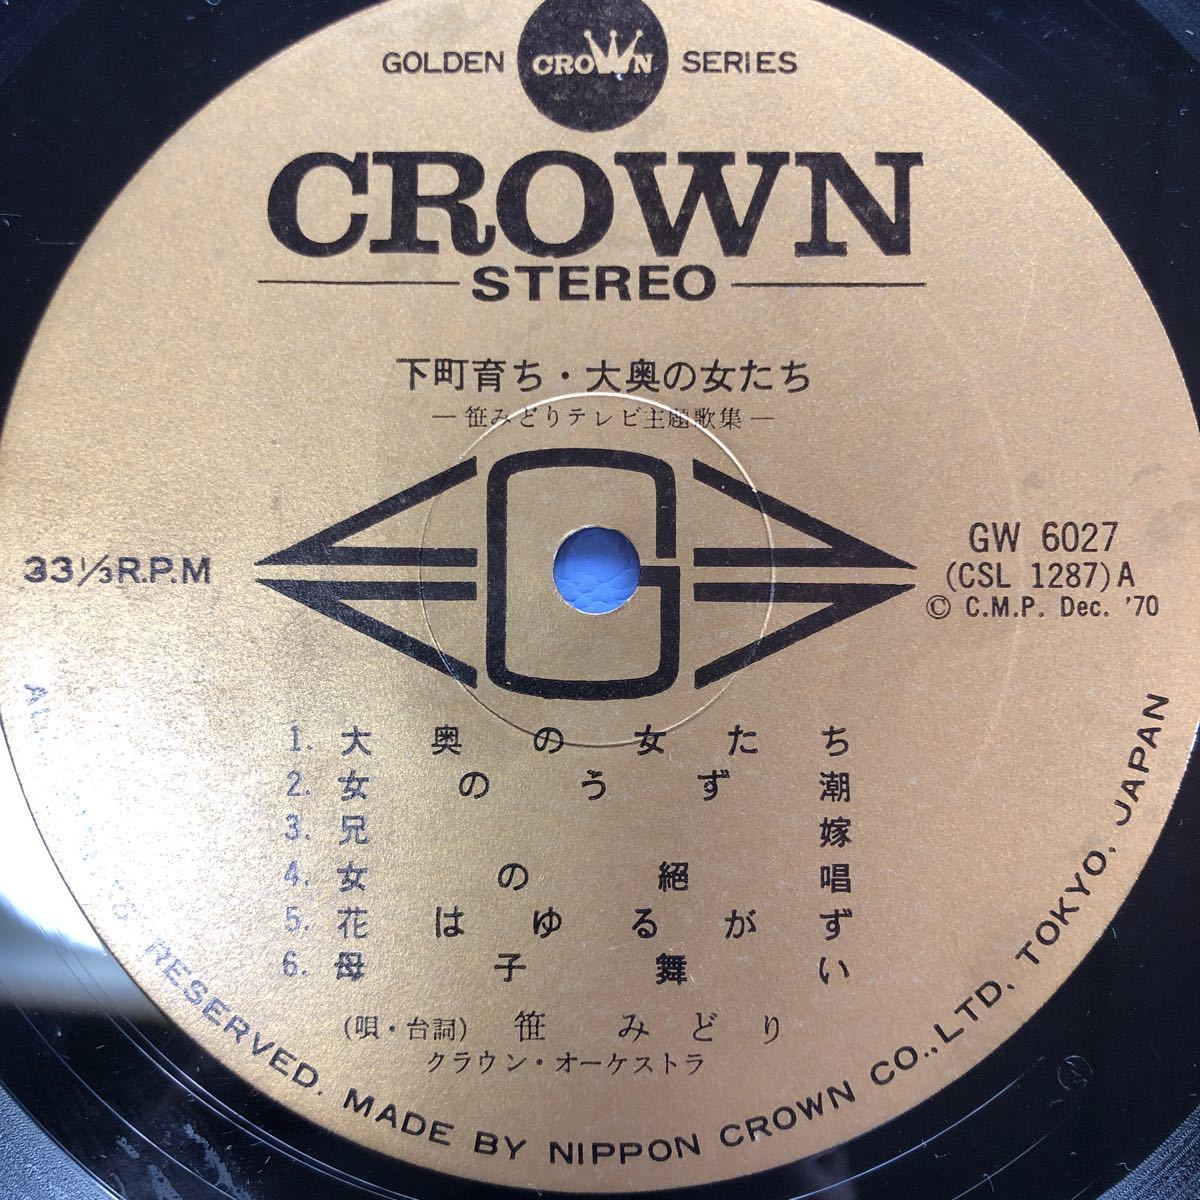 GOLDEN CROWN SERIES
CROWN
STEREO
下町育ち・大奥の女たち
―笹みどりテレビ主題歌集―
G
33⅓ R.P.M
GW 6027
(CSL 1287)A
© C.M.P. Dec. '70
1. 大奥の女たち
2. 女のうず潮
3. 兄嫁
4. 女の絶唱
5. 花はゆるがず
6. 母子舞い
(唄・台詞) 笹 みどり
クラウン・オーケストラ
RESERVED. MADE BY NIPPON CROWN CO.,LTD. TOKYO, JAPAN